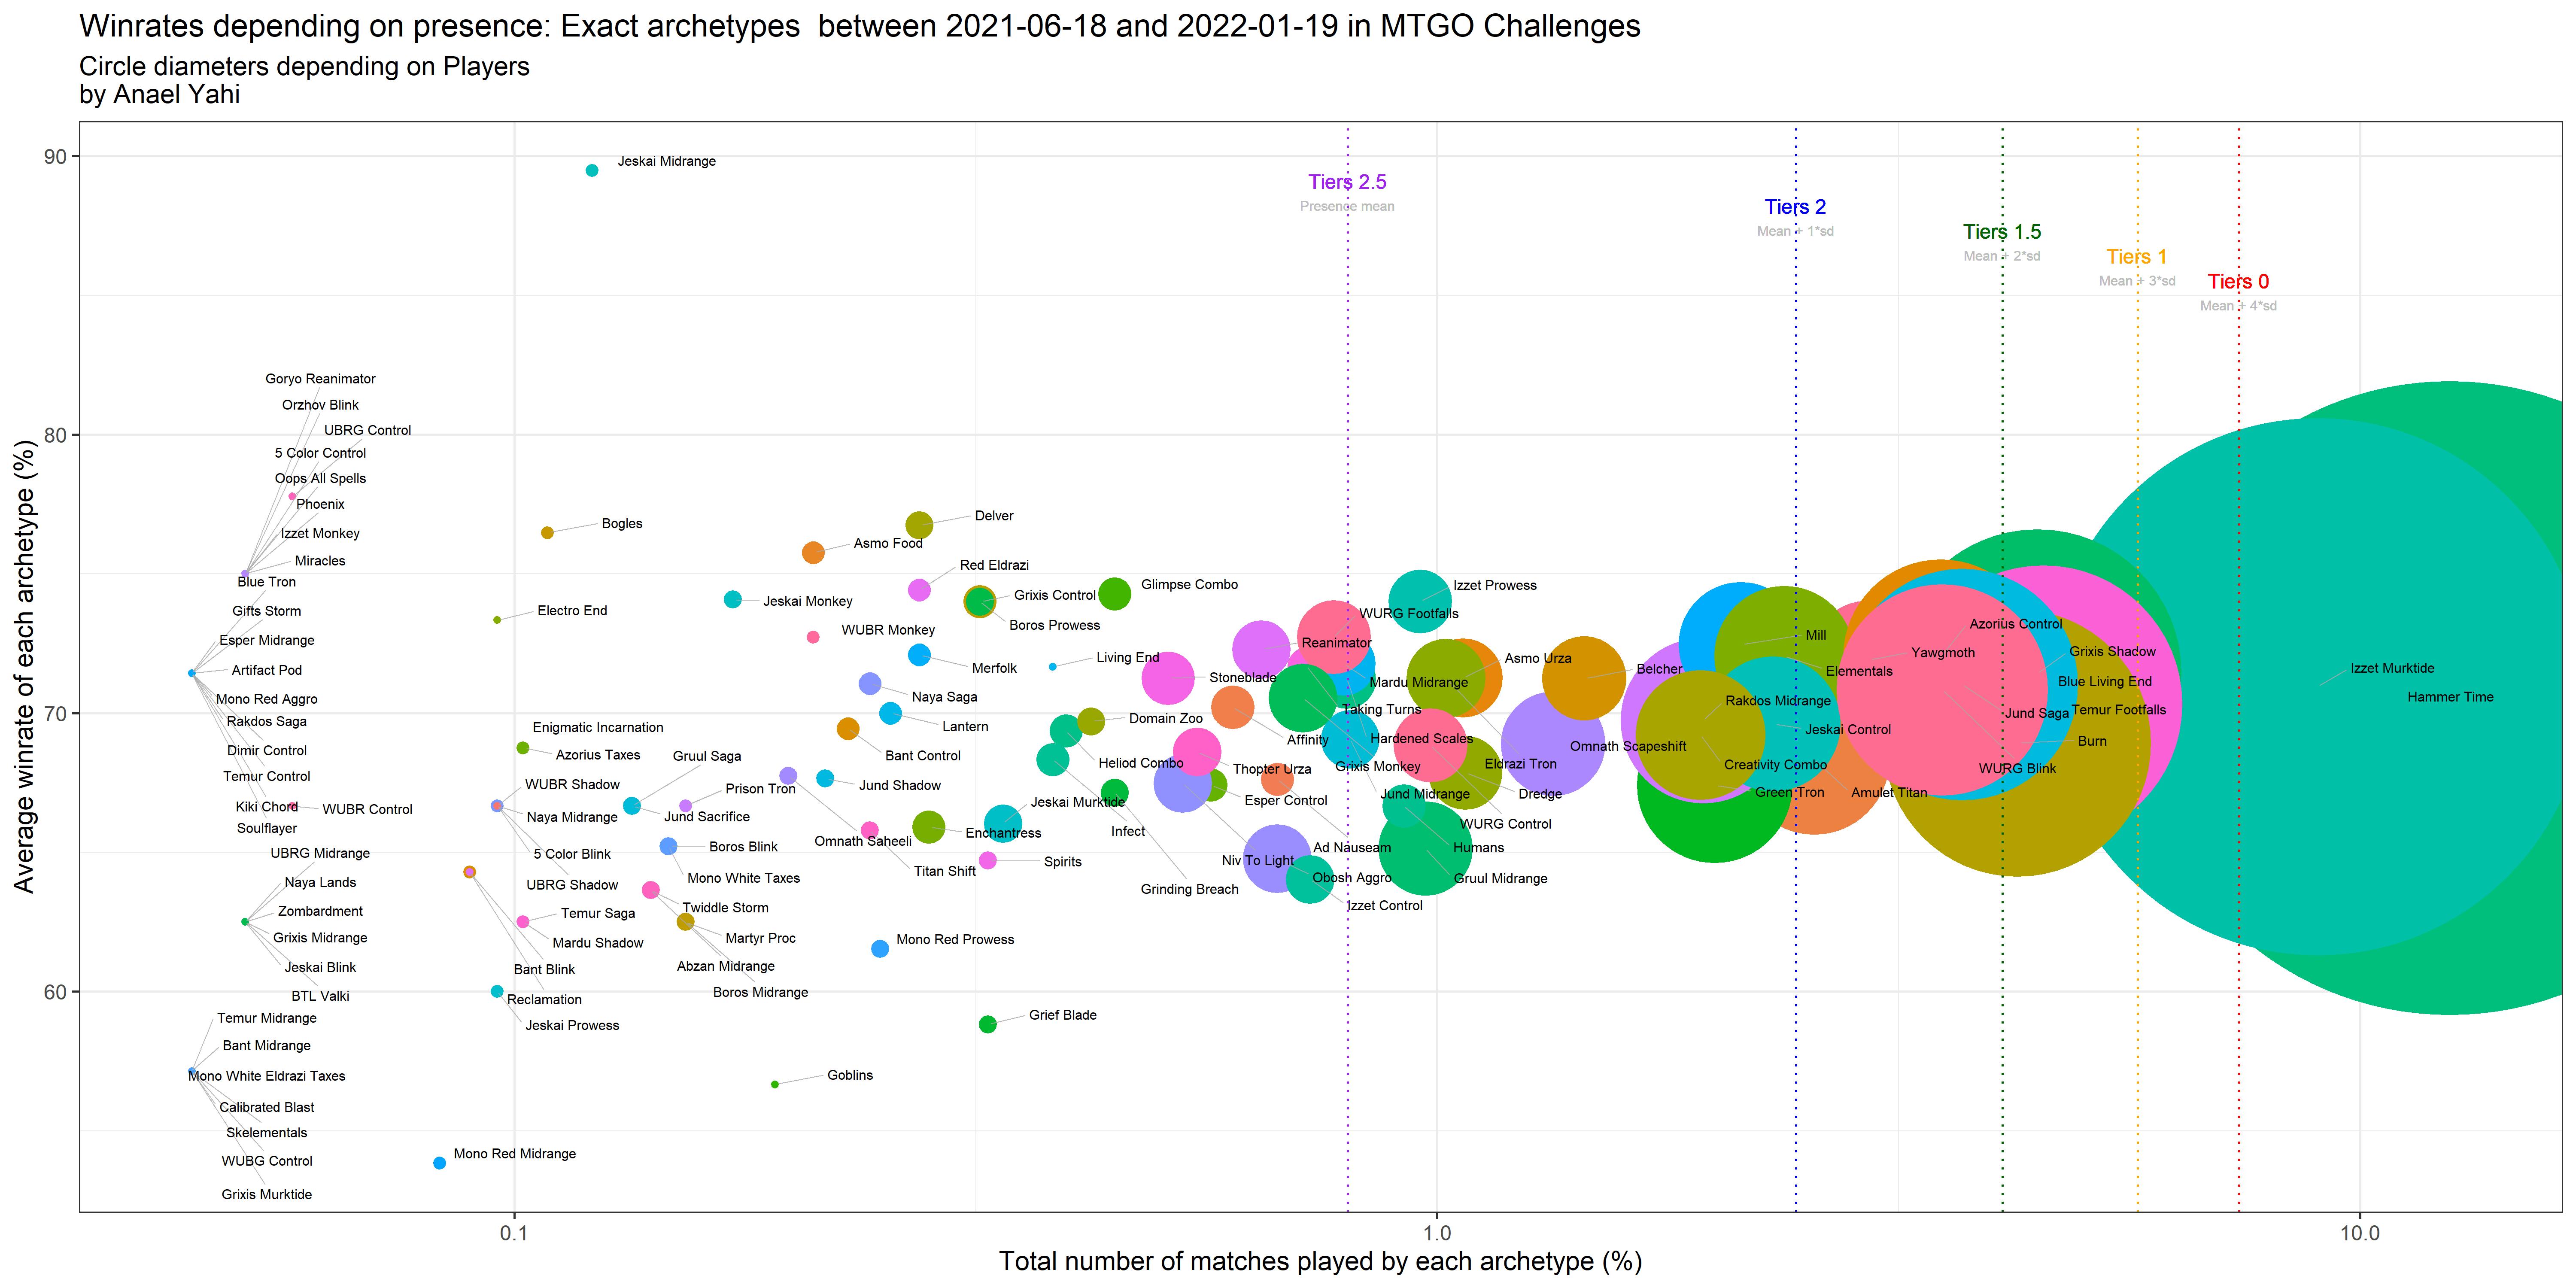 Winrates depending on presence: Exact archetypes  between 2021-06-18 and 2022-01-19 in MTGO Challenges
Circle diameters depending on Players
by Anael Yahi
Average winrate of each archetype (%)
90
80
70
60
Jeskai Midrange
Tiers 2.5
Presence mean
Tiers 2
Mean + 1*sd
Tiers 1.5
Mean + 2*sd
Tiers 1
Mean + 3*sd
Tiers 0
Mean + 4*sd
Goryo Reanimator
Orzhov Blink
UBRG Control
5 Color Control
Oops All Spells
Phoenix
Izzet Monkey
Miracles
Blue Tron
Gifts Storm
Esper Midrange
Artifact Pod
Mono Red Aggro
Rakdos Saga
Dimir Control
Temur Control
Kiki Chord
WUBR Control
Soulflayer
UBRG Midrange
Naya Lands
Zombardment
Grixis Midrange
Jeskai Blink
BTL Valki
Temur Midrange
Bant Midrange
Mono White Eldrazi Taxes
Calibrated Blast
Skelementals
WUBG Control
Grixis Murktide
Mono Red Midrange
Bogles
Electro End
Enigmatic Incarnation
Azorius Taxes
WUBR Shadow
Naya Midrange
5 Color Blink
UBRG Shadow
Temur Saga
Mardu Shadow
Bant Blink
Reclamation
Jeskai Prowess
Gruul Saga
Jund Sacrifice
Prison Tron
Boros Blink
Mono White Taxes
Twiddle Storm
Martyr Proc
Abzan Midrange
Boros Midrange
Delver
Asmo Food
Red Eldrazi
Jeskai Monkey
WUBR Monkey
Grixis Control
Boros Prowess
Merfolk
Naya Saga
Lantern
Bant Control
Jund Shadow
Omnath Saheeli
Titan Shift
Enchantress
Jeskai Murktide
Spirits
Mono Red Prowess
Grief Blade
Goblins
Glimpse Combo
Living End
Stoneblade
Domain Zoo
Heliod Combo
Infect
Grinding Breach
Thopter Urza
Esper Control
Affinity
Reanimator
WUBRG Footfalls
Izzet Prowess
Mardu Midrange
Taking Turns
Hardened Scales
Grixis Monkey
Jund Midrange
Niv To Light
Ad Nauseam
Obosh Aggro
Izzet Control
Humans
Gruul Midrange
WURG Control
Dredge
Eldrazi Tron
Asmo Urza
Belcher
Omnath Scapeshift
Mill
Elementals
Rakdos Midrange
Jeskai Control
Creativity Combo
Green Tron
Amulet Titan
Azorius Control
Yawgmoth
Grixis Shadow
Blue Living End
Jund Saga
Temur Footfalls
Burn
WURG Blink
Izzet Murktide
Hammer Time
0.1
1.0
10.0
Total number of matches played by each archetype (%)